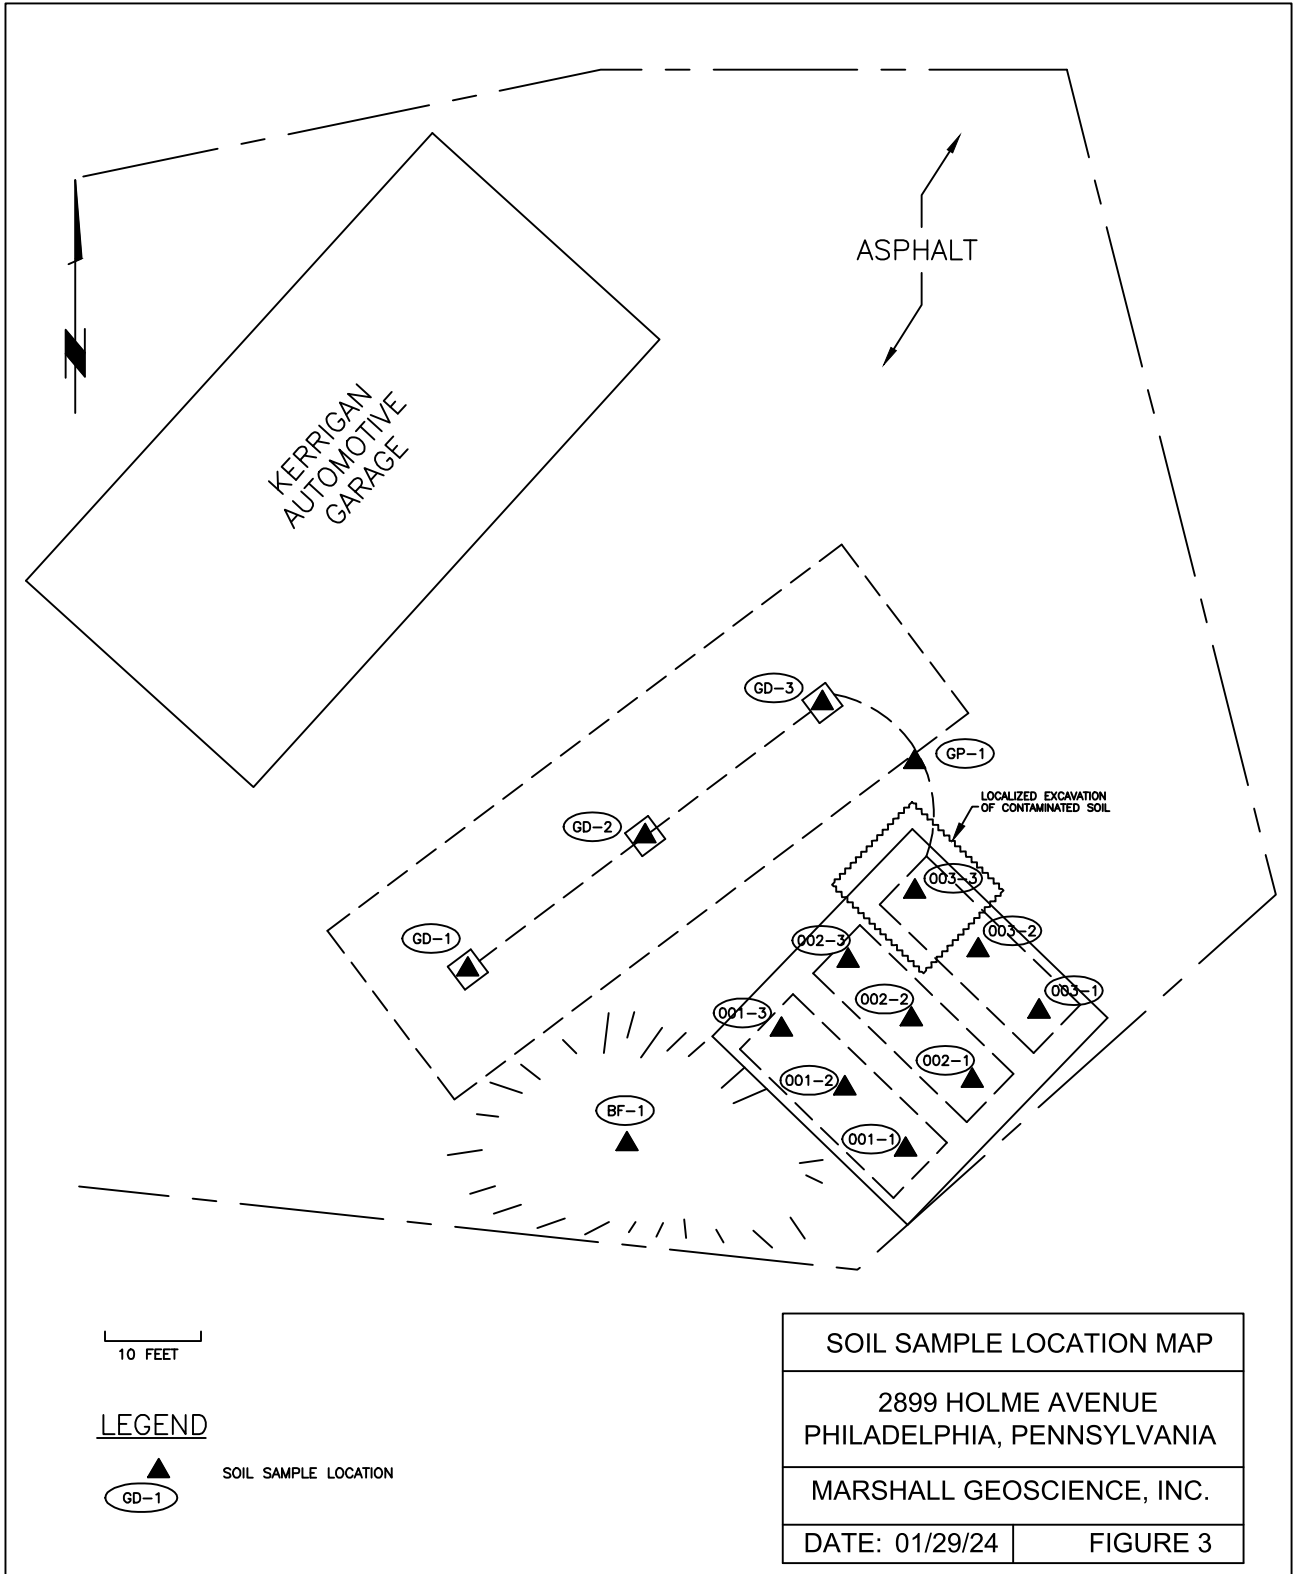 ASPHALT
N
KERRIGAN
AUTOMOTIVE
GARAGE
GD-3
GP-1
LOCALIZED EXCAVATION
OF CONTAMINATED SOIL
GD-2
003-3
GD-1
002-3
003-2
002-2
003-1
001-3
002-1
001-2
BF-1
001-1
10 FEET
LEGEND
SOIL SAMPLE LOCATION
GD-1
SOIL SAMPLE LOCATION MAP
2899 HOLME AVENUE
PHILADELPHIA, PENNSYLVANIA
MARSHALL GEOSCIENCE, INC.
DATE: 01/29/24 FIGURE 3